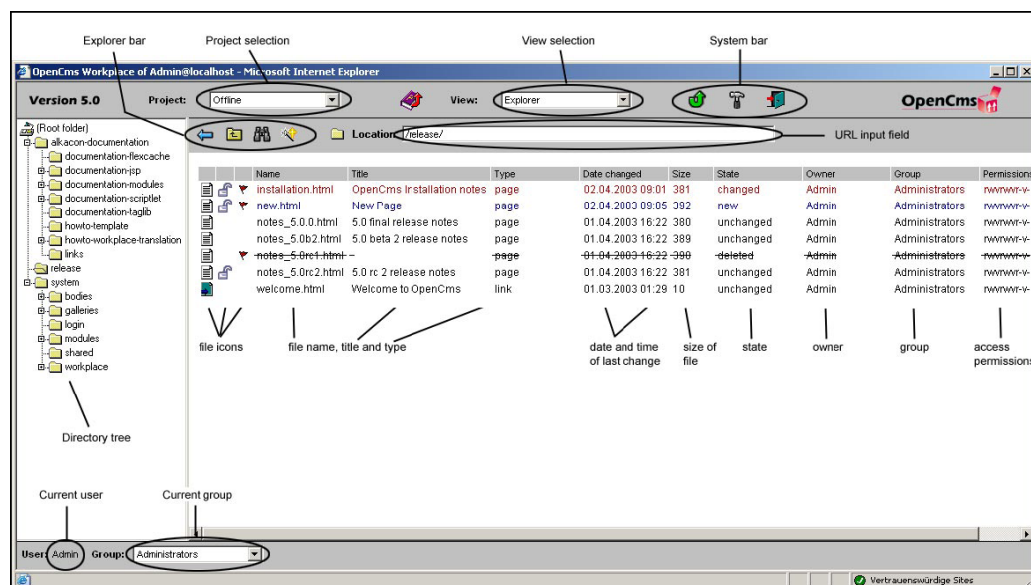 Explorer bar Project selection View selection System bar
OpenCms Workplace of Admin@localhost - Microsoft Internet Explorer
Version 5.0 Project: Offline View: Explorer OpenCms
(Root folder) Location: /release/ URL input field
alkacon-documentation
documentation-flexcache
documentation-jsp
documentation-modules
documentation-scriptlet
documentation-taglib
howto-template
howto-workplace-translation
links
release
system
bodies
galleries
login
modules
shared
workplace
Name Title Type Date changed Size State Owner Group Permissions
installation.html OpenCms Installation notes page 02.04.2003 09:01 381 changed Admin Administrators rwrwrwr-v-
new.html New Page page 02.04.2003 09:05 392 new Admin Administrators rwrwrwr-v-
notes_5.0.0.html 5.0 final release notes page 01.04.2003 16:22 380 unchanged Admin Administrators rwrwrwr-v-
notes_5.0b2.html 5.0 beta 2 release notes page 01.04.2003 16:22 389 unchanged Admin Administrators rwrwrwr-v-
notes_5.0rc1.html - page 01.04.2003 16:22 390 deleted Admin Administrators rwrwrwr-v-
notes_5.0rc2.html 5.0 rc 2 release notes page 01.04.2003 16:22 381 unchanged Admin Administrators rwrwrwr-v-
welcome.html Welcome to OpenCms link 01.03.2003 01:29 10 unchanged Admin Administrators rwrwrwr-v-
file icons file name, title and type date and time size of state owner group access
of last change file permissions
Directory tree
Current user Current group
User: Admin Group: Administrators
Vertrauenswürdige Sites